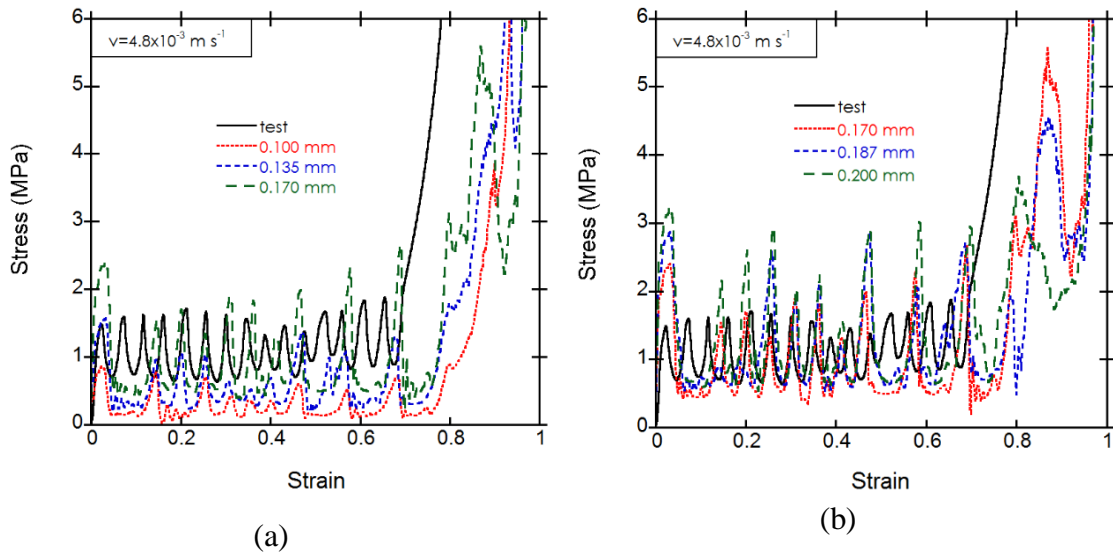 6
5
4
3
2
1
0
0
0.2
0.4
0.6
0.8
1
Stress (MPa)
Strain
v=4.8x10⁻³ m s⁻¹
test
0.100 mm
0.135 mm
0.170 mm
(a)
6
5
4
3
2
1
0
0
0.2
0.4
0.6
0.8
1
Stress (MPa)
Strain
v=4.8x10⁻³ m s⁻¹
test
0.170 mm
0.187 mm
0.200 mm
(b)